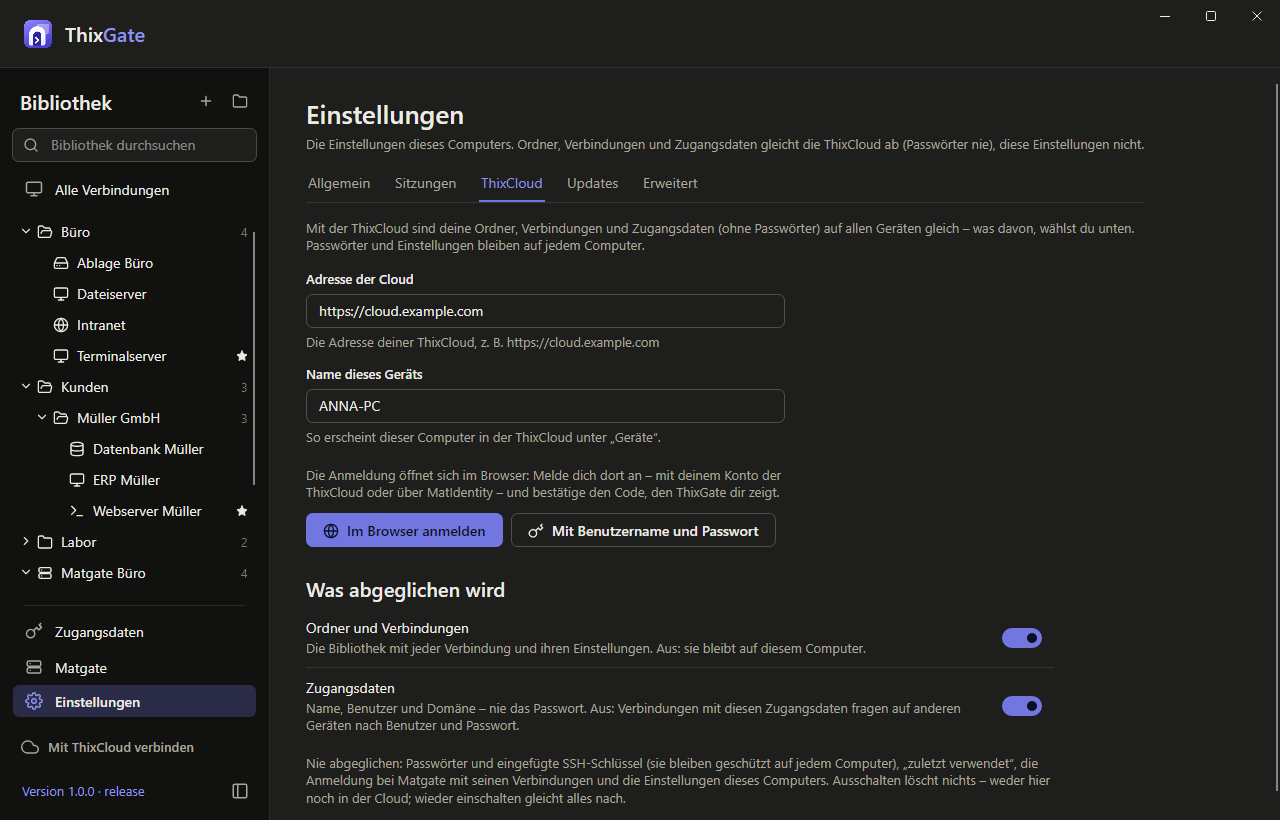 ThixGate
Bibliothek
Bibliothek durchsuchen
Alle Verbindungen
Büro 4
Ablage Büro
Dateiserver
Intranet
Terminalserver
Kunden 3
Müller GmbH 3
Datenbank Müller
ERP Müller
Webserver Müller
Labor 2
Matgate Büro 4
Zugangsdaten
Matgate
Einstellungen
Mit ThixCloud verbinden
Version 1.0.0 · release
Einstellungen
Die Einstellungen dieses Computers. Ordner, Verbindungen und Zugangsdaten gleicht die ThixCloud ab (Passwörter nie), diese Einstellungen nicht.
Allgemein Sitzungen ThixCloud Updates Erweitert
Mit der ThixCloud sind deine Ordner, Verbindungen und Zugangsdaten (ohne Passwörter) auf allen Geräten gleich – was davon, wählst du unten.
Passwörter und Einstellungen bleiben auf jedem Computer.
Adresse der Cloud
https://cloud.example.com
Die Adresse deiner ThixCloud, z. B. https://cloud.example.com
Name dieses Geräts
ANNA-PC
So erscheint dieser Computer in der ThixCloud unter „Geräte“.
Die Anmeldung öffnet sich im Browser: Melde dich dort an – mit deinem Konto der
ThixCloud oder über MatIdentity – und bestätige den Code, den ThixGate dir zeigt.
Im Browser anmelden Mit Benutzername und Passwort
Was abgeglichen wird
Ordner und Verbindungen
Die Bibliothek mit jeder Verbindung und ihren Einstellungen. Aus: sie bleibt auf diesem Computer.
Zugangsdaten
Name, Benutzer und Domäne – nie das Passwort. Aus: Verbindungen mit diesen Zugangsdaten fragen auf anderen
Geräten nach Benutzer und Passwort.
Nie abgeglichen: Passwörter und eingefügte SSH-Schlüssel (sie bleiben geschützt auf jedem Computer), „zuletzt verwendet“, die
Anmeldung bei Matgate mit seinen Verbindungen und die Einstellungen dieses Computers. Ausschalten löscht nichts – weder hier
noch in der Cloud; wieder einschalten gleicht alles nach.